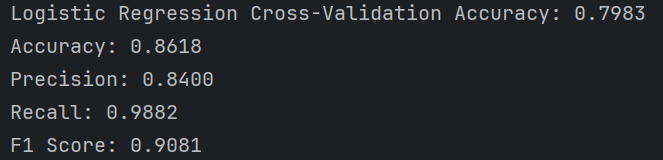 Logistic Regression Cross-Validation Accuracy: 0.7983
Accuracy: 0.8618
Precision: 0.8400
Recall: 0.9882
F1 Score: 0.9081